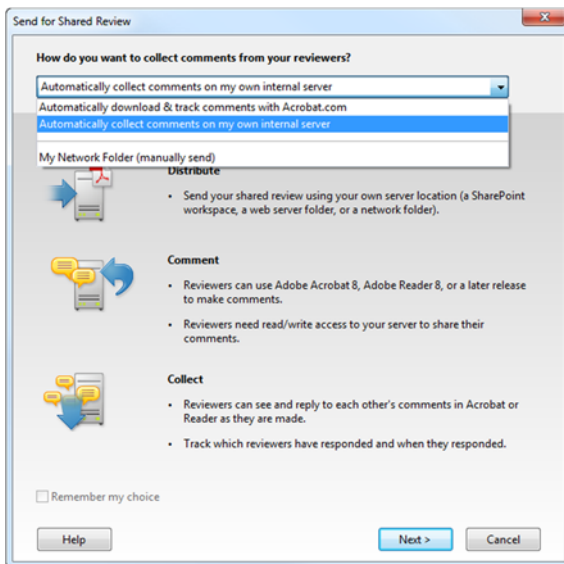 Send for Shared Review
How do you want to collect comments from your reviewers?
Automatically collect comments on my own internal server
Automatically download & track comments with Acrobat.com
Automatically collect comments on my own internal server
My Network Folder (manually send)
Distribute
• Send your shared review using your own server location (a SharePoint
workspace, a web server folder, or a network folder).
Comment
• Reviewers can use Adobe Acrobat 8, Adobe Reader 8, or a later release
to make comments.
• Reviewers need read/write access to your server to share their
comments.
Collect
• Reviewers can see and reply to each other's comments in Acrobat or
Reader as they are made.
• Track which reviewers have responded and when they responded.
Remember my choice
Help
Next >
Cancel